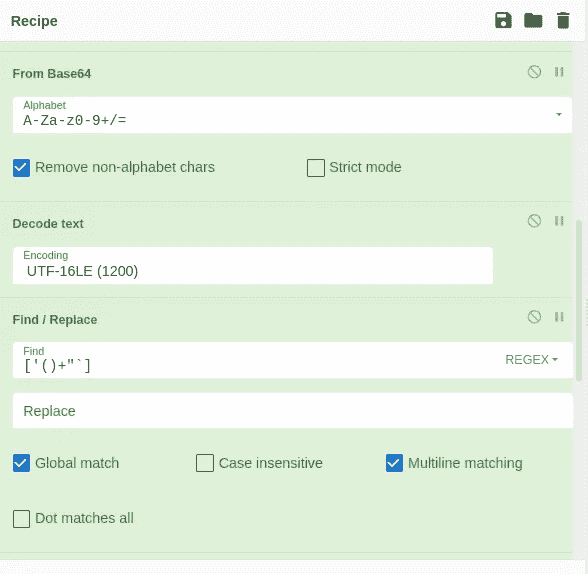 Recipe
From Base64
Alphabet
A-Za-z0-9+/=
Remove non-alphabet chars
Strict mode
Decode text
Encoding
UTF-16LE (1200)
Find / Replace
Find
['()+"`]
REGEX
Replace
Global match
Case insensitive
Multiline matching
Dot matches all